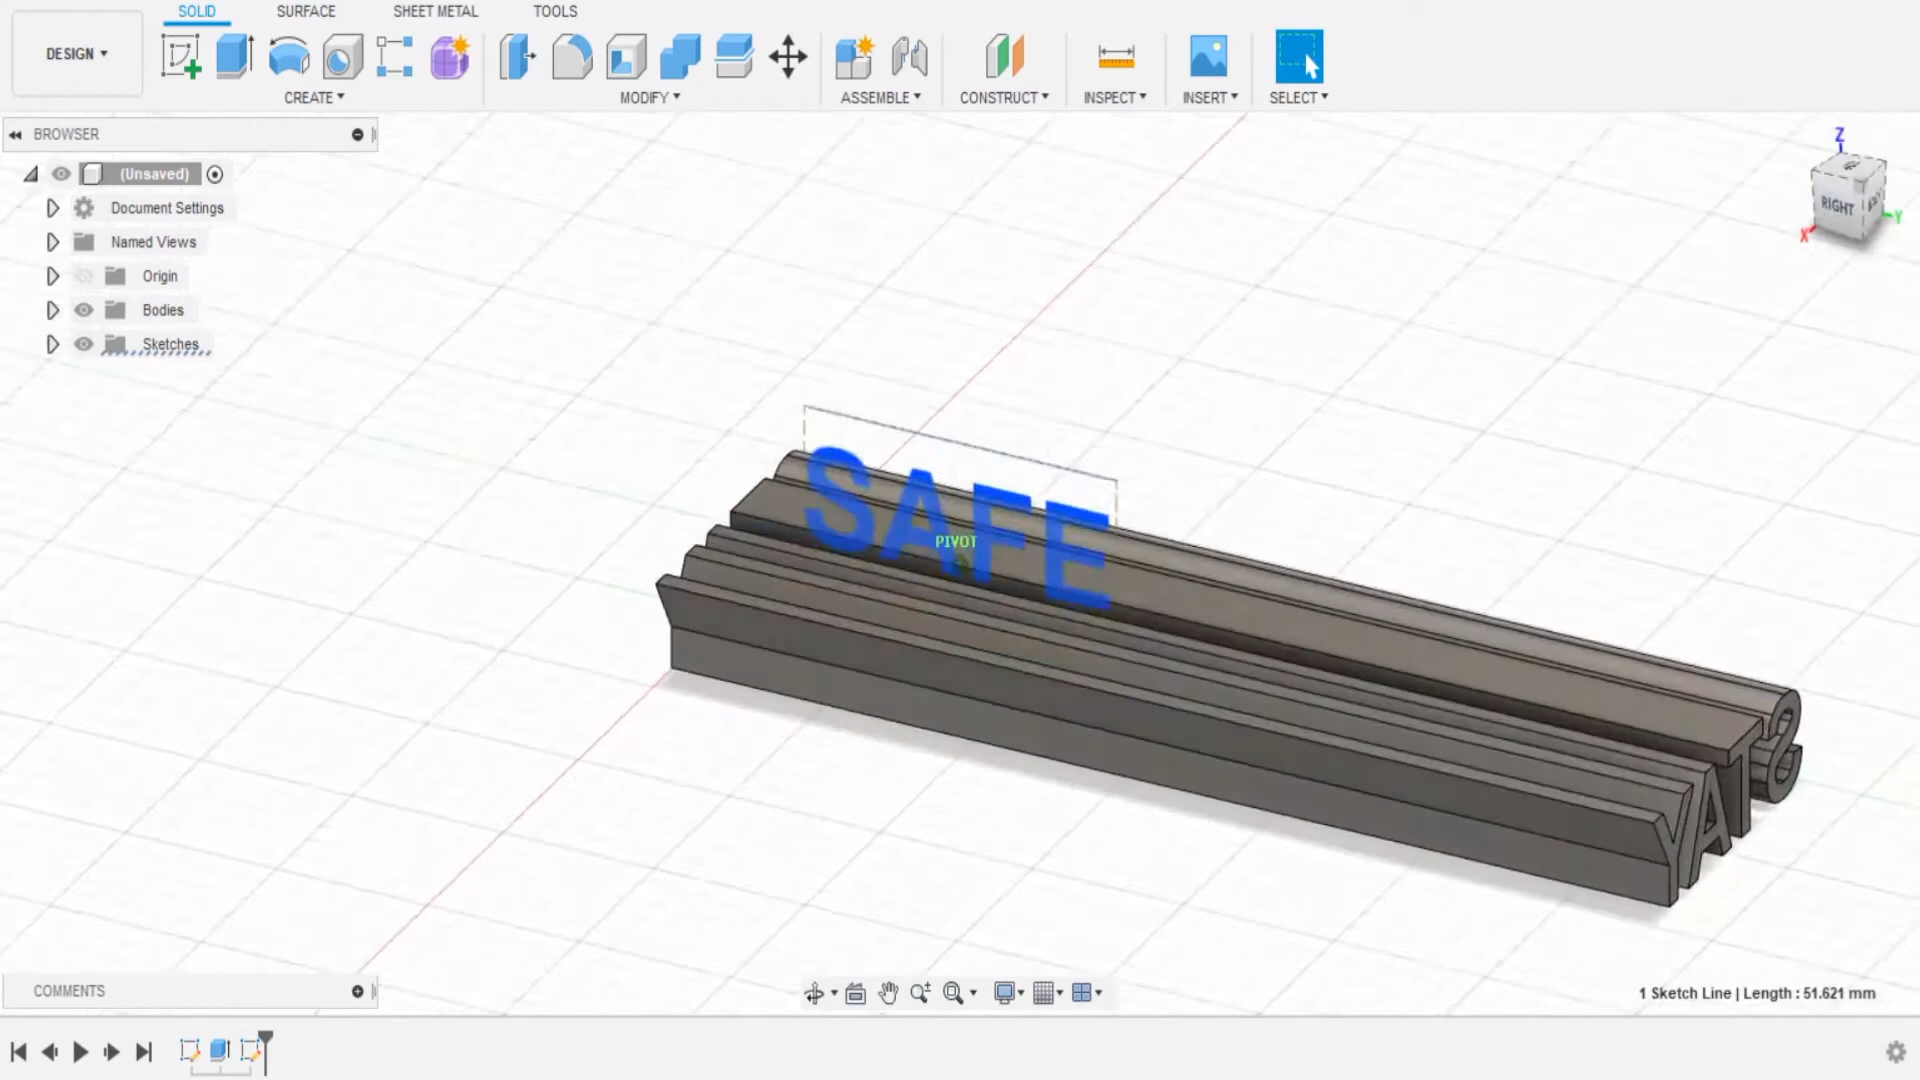 SOLID SURFACE SHEET METAL TOOLS
DESIGN
CREATE MODIFY ASSEMBLE CONSTRUCT INSPECT INSERT SELECT
BROWSER
(Unsaved)
Document Settings
Named Views
Origin
Bodies
Sketches
Z
RIGHT
Y
X
SAFE
PIVOT
YATS
COMMENTS
1 Sketch Line | Length : 51.621 mm